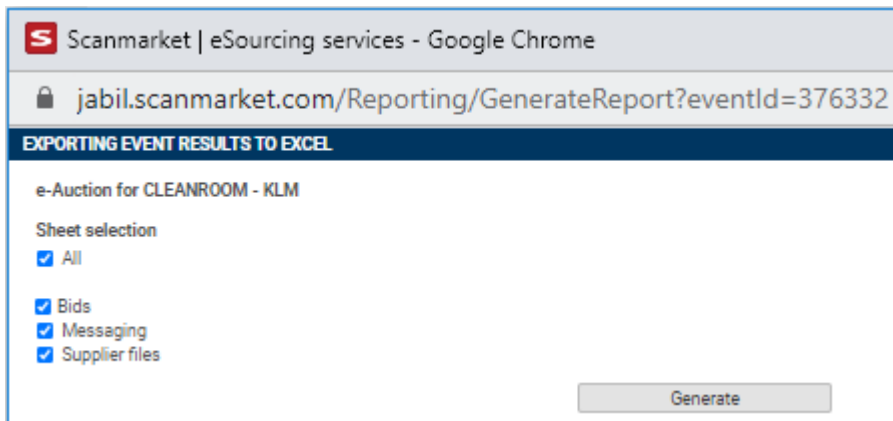 S Scanmarket | eSourcing services - Google Chrome
jabil.scanmarket.com/Reporting/GenerateReport?eventId=376332
EXPORTING EVENT RESULTS TO EXCEL
e-Auction for CLEANROOM - KLM
Sheet selection
All
Bids
Messaging
Supplier files
Generate